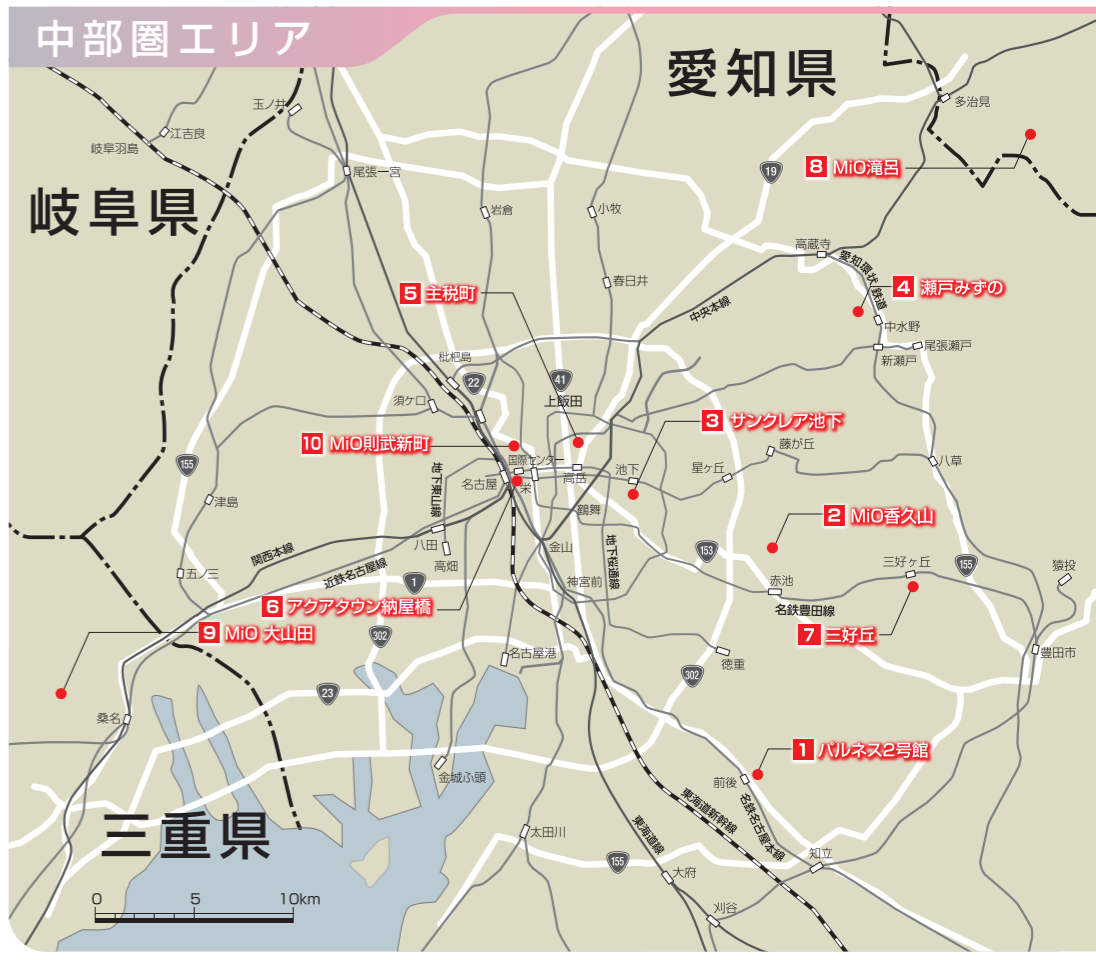 中部圏エリア
愛知県
多治見
玉ノ井
江吉良
岐阜羽島
19
8 MiO滝呂
尾張一宮
岐阜県
岩倉
小牧
高蔵寺
愛知環状鉄道
春日井
5 主税町
4 瀬戸みずの
中央本線
中水野
尾張瀬戸
新瀬戸
枇杷島
22
41
上飯田
須ケ口
3 サンクレア池下
10 MiO則武新町
藤が丘
国際センター
155
地下東山線
名古屋
栄
高岳
池下
星ヶ丘
八草
津島
鶴舞
2 MiO香久山
関西本線
八田
高畑
金山
地下桜通線
153
155
五ノ三
近鉄名古屋線
1
神宮前
赤池
三好ヶ丘
猿投
6 アクアタウン納屋橋
名鉄豊田線
9 MiO 大山田
302
7 三好丘
名古屋港
徳重
豊田市
302
23
桑名
1 パルネス2号館
金城ふ頭
前後
名鉄名古屋本線
東海道新幹線
三重県
太田川
東海道線
155
知立
大府
0 5 10km
刈谷